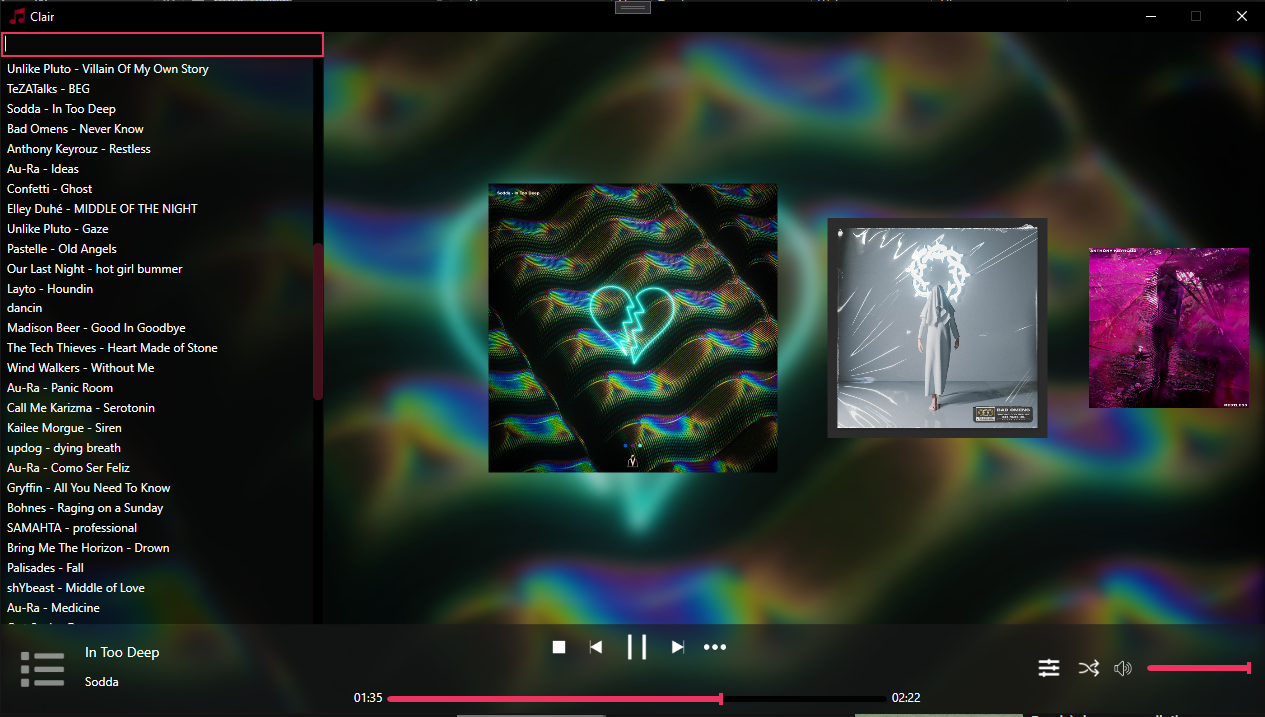 Clair
Unlike Pluto - Villain Of My Own Story
TeZATalks - BEG
Sodda - In Too Deep
Bad Omens - Never Know
Anthony Keyrouz - Restless
Au-Ra - Ideas
Confetti - Ghost
Elley Duhé - MIDDLE OF THE NIGHT
Unlike Pluto - Gaze
Pastelle - Old Angels
Our Last Night - hot girl bummer
Layto - Houndin
dancin
Madison Beer - Good In Goodbye
The Tech Thieves - Heart Made of Stone
Wind Walkers - Without Me
Au-Ra - Panic Room
Call Me Karizma - Serotonin
Kailee Morgue - Siren
updog - dying breath
Au-Ra - Como Ser Feliz
Gryffin - All You Need To Know
Bohnes - Raging on a Sunday
SAMAHTA - professional
Bring Me The Horizon - Drown
Palisades - Fall
shYbeast - Middle of Love
Au-Ra - Medicine
Sodda - In Too Deep
BAD OMENS
ANTHONY KEYROUZ
RESTLESS
In Too Deep
Sodda
01:35
02:22